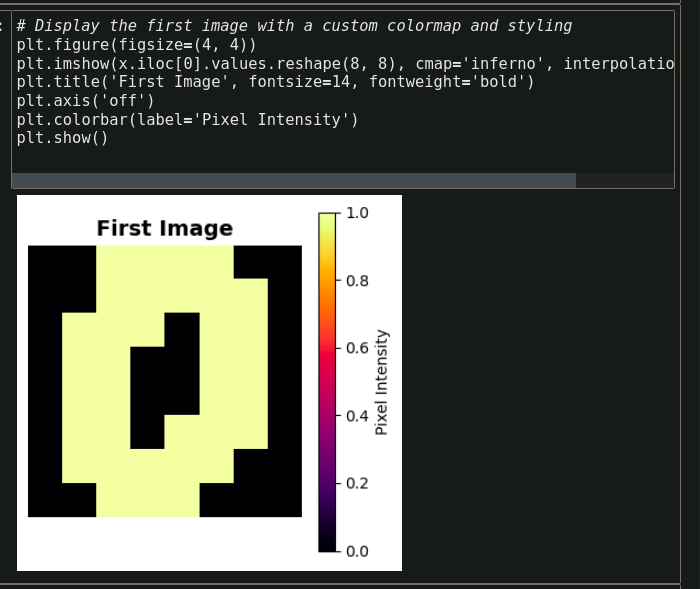 # Display the first image with a custom colormap and styling
plt.figure(figsize=(4, 4))
plt.imshow(x.iloc[0].values.reshape(8, 8), cmap='inferno', interpolatio
plt.title('First Image', fontsize=14, fontweight='bold')
plt.axis('off')
plt.colorbar(label='Pixel Intensity')
plt.show()
First Image
1.0
0.8
0.6
0.4
0.2
0.0
Pixel Intensity